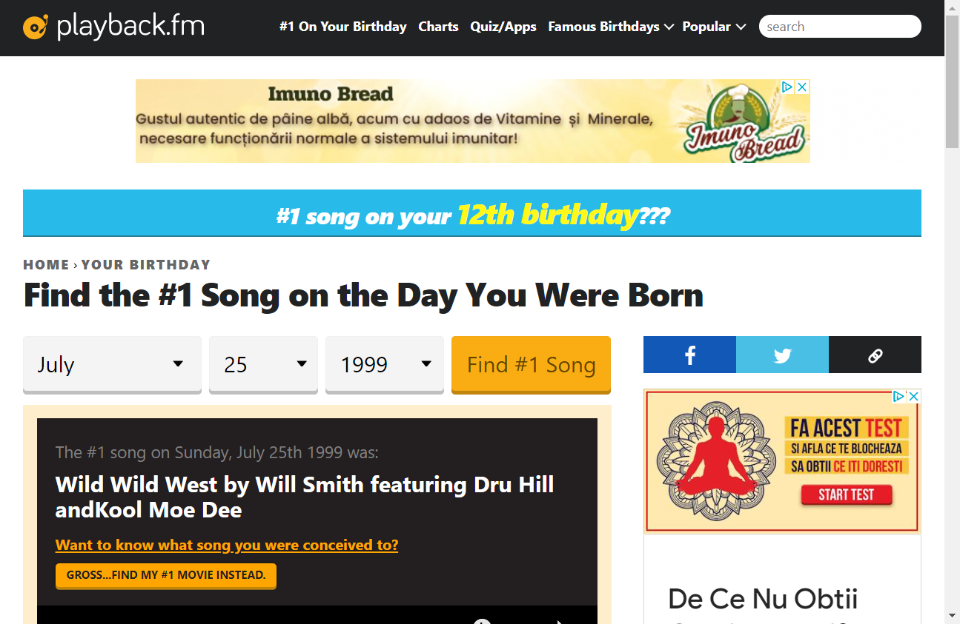 playback.fm
#1 On Your Birthday Charts Quiz/Apps Famous Birthdays Popular search
Imuno Bread
Gustul autentic de pâine albă, acum cu adaos de Vitamine și Minerale,
necesare funcționării normale a sistemului imunitar!
Imuno
Bread
#1 song on your 12th birthday???
HOME › YOUR BIRTHDAY
Find the #1 Song on the Day You Were Born
July 25 1999 Find #1 Song
The #1 song on Sunday, July 25th 1999 was:
Wild Wild West by Will Smith featuring Dru Hill
andKool Moe Dee
Want to know what song you were conceived to?
GROSS...FIND MY #1 MOVIE INSTEAD.
FA ACEST TEST
SI AFLA CE TE BLOCHEAZA
SA OBTII CE ITI DORESTI
START TEST
De Ce Nu Obtii